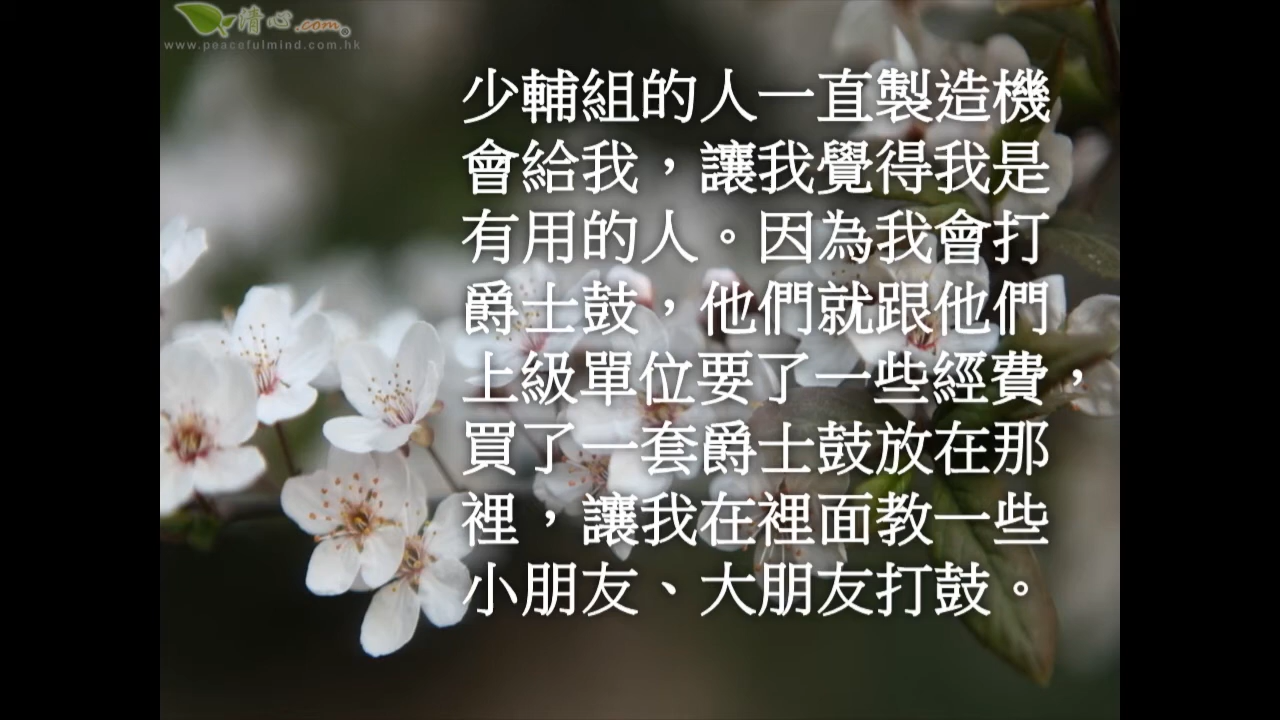 清心.com
www.peacefulmind.com.hk
少輔組的人一直製造機
會給我，讓我覺得我是
有用的人。因為我會打
爵士鼓，他們就跟他們
上級單位要了一些經費，
買了一套爵士鼓放在那
裡，讓我在裡面教一些
小朋友、大朋友打鼓。